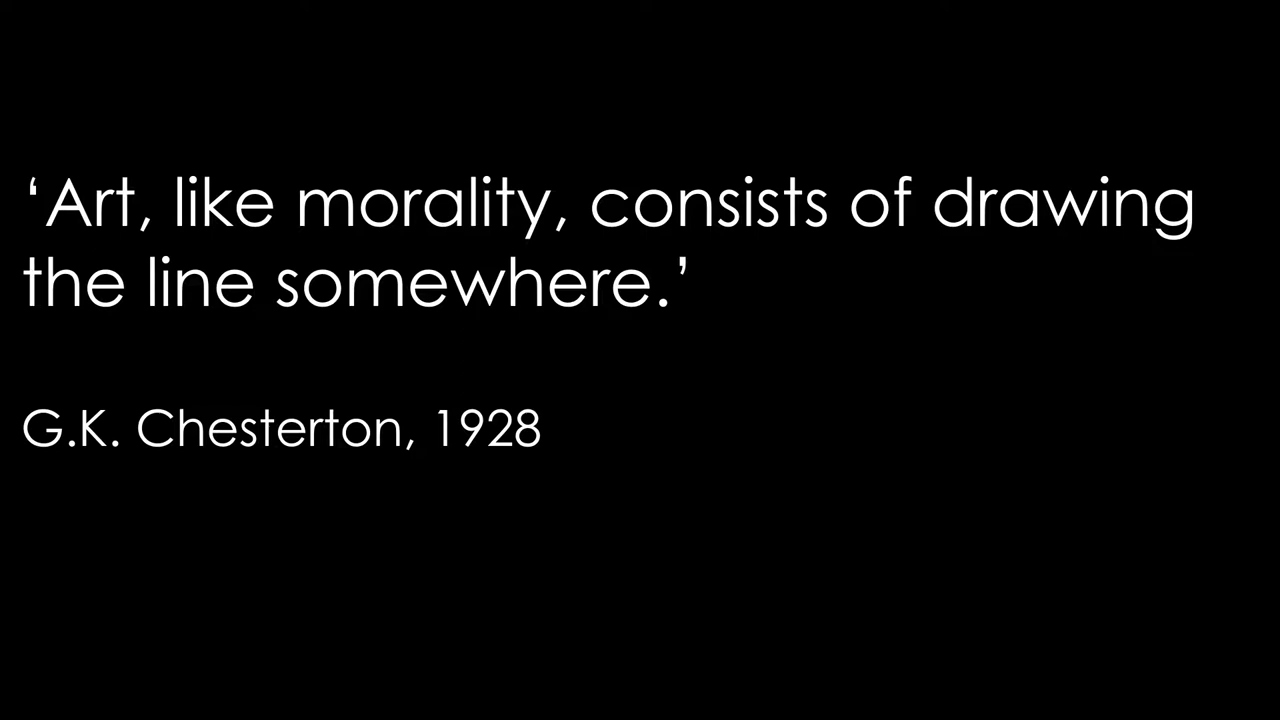 ‘Art, like morality, consists of drawing
the line somewhere.’
G.K. Chesterton, 1928